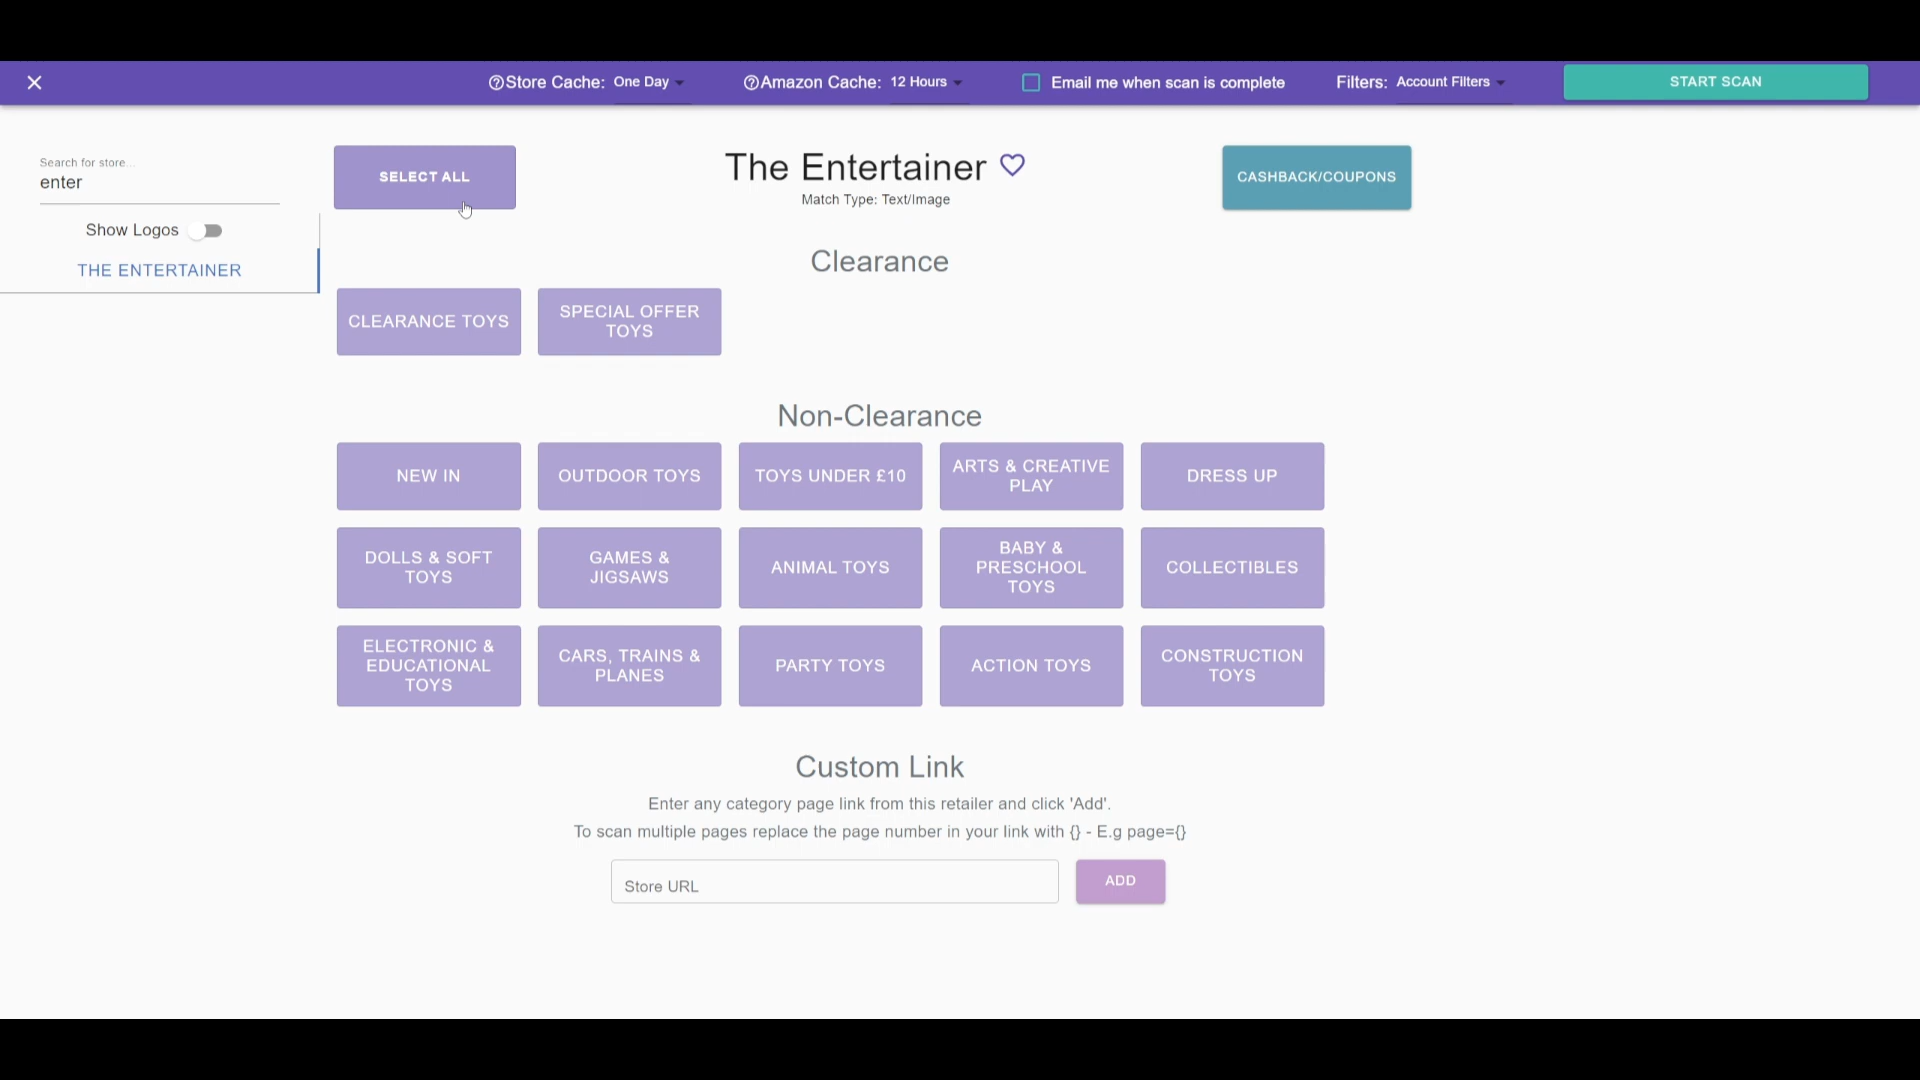 Store Cache: One Day
Amazon Cache: 12 Hours
Email me when scan is complete
Filters: Account Filters
START SCAN
Search for store...
enter
Show Logos
THE ENTERTAINER
SELECT ALL
The Entertainer
Match Type: Text/Image
CASHBACK/COUPONS
Clearance
CLEARANCE TOYS
SPECIAL OFFER
TOYS
Non-Clearance
NEW IN
OUTDOOR TOYS
TOYS UNDER £10
ARTS & CREATIVE
PLAY
DRESS UP
DOLLS & SOFT
TOYS
GAMES &
JIGSAWS
ANIMAL TOYS
BABY &
PRESCHOOL
TOYS
COLLECTIBLES
ELECTRONIC &
EDUCATIONAL
TOYS
CARS, TRAINS &
PLANES
PARTY TOYS
ACTION TOYS
CONSTRUCTION
TOYS
Custom Link
Enter any category page link from this retailer and click 'Add'.
To scan multiple pages replace the page number in your link with {} - E.g page={}
Store URL
ADD